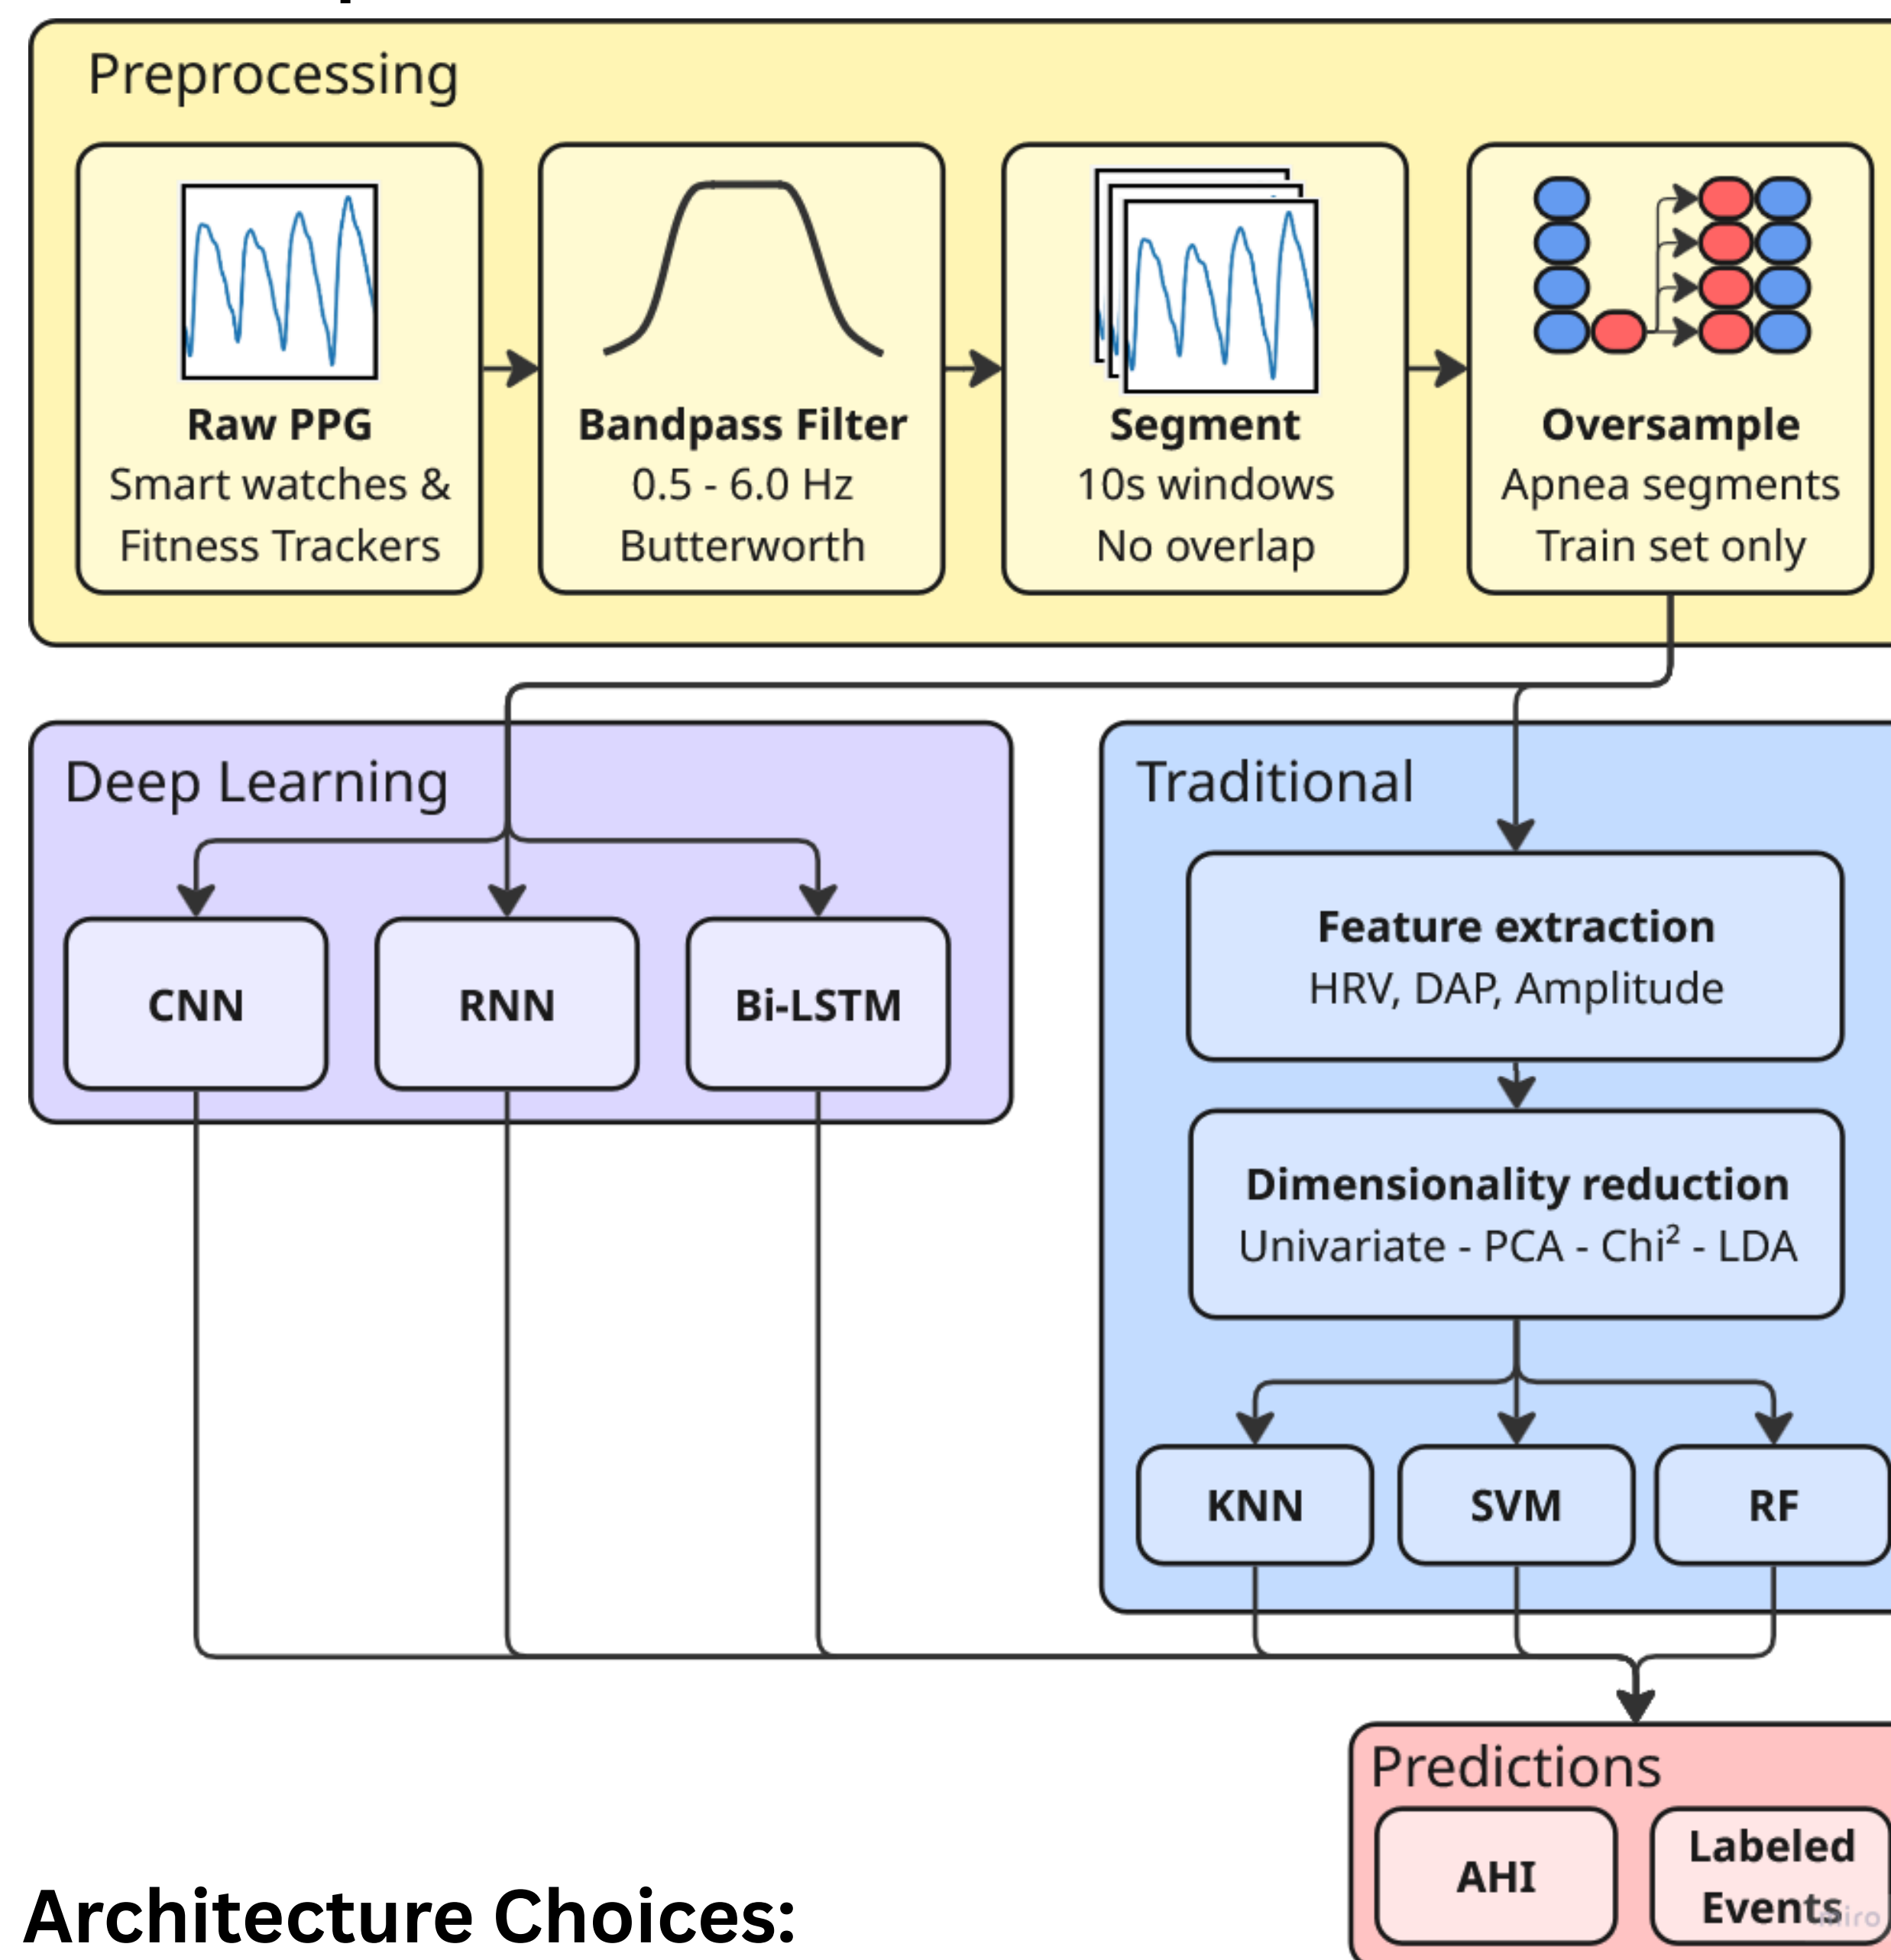 Preprocessing
Raw PPG
Smart watches &
Fitness Trackers
Bandpass Filter
0.5 - 6.0 Hz
Butterworth
Segment
10s windows
No overlap
Oversample
Apnea segments
Train set only
Deep Learning
CNN
RNN
Bi-LSTM
Traditional
Feature extraction
HRV, DAP, Amplitude
Dimensionality reduction
Univariate - PCA - Chi² - LDA
KNN
SVM
RF
Predictions
AHI
Labeled
Events
miro
Architecture Choices: